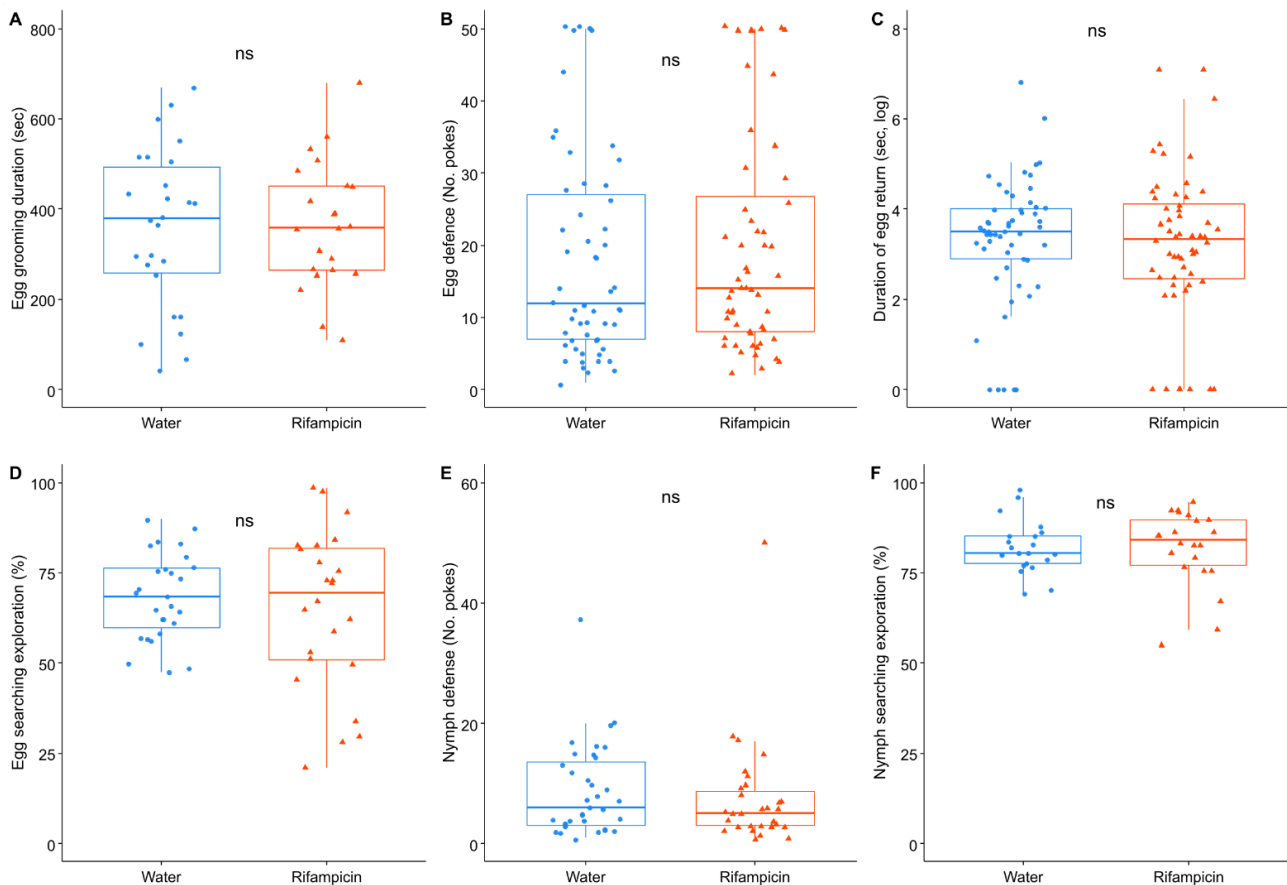 A
Egg grooming duration (sec)
800
600
400
200
0
ns
Water
Rifampicin
B
Egg defence (No. pokes)
50
40
30
20
10
0
ns
Water
Rifampicin
C
Duration of egg return (sec, log)
8
6
4
2
0
ns
Water
Rifampicin
D
Egg searching exploration (%)
100
75
50
25
0
ns
Water
Rifampicin
E
Nymph defense (No. pokes)
60
40
20
0
ns
Water
Rifampicin
F
Nymph searching exporation (%)
100
75
50
25
0
ns
Water
Rifampicin